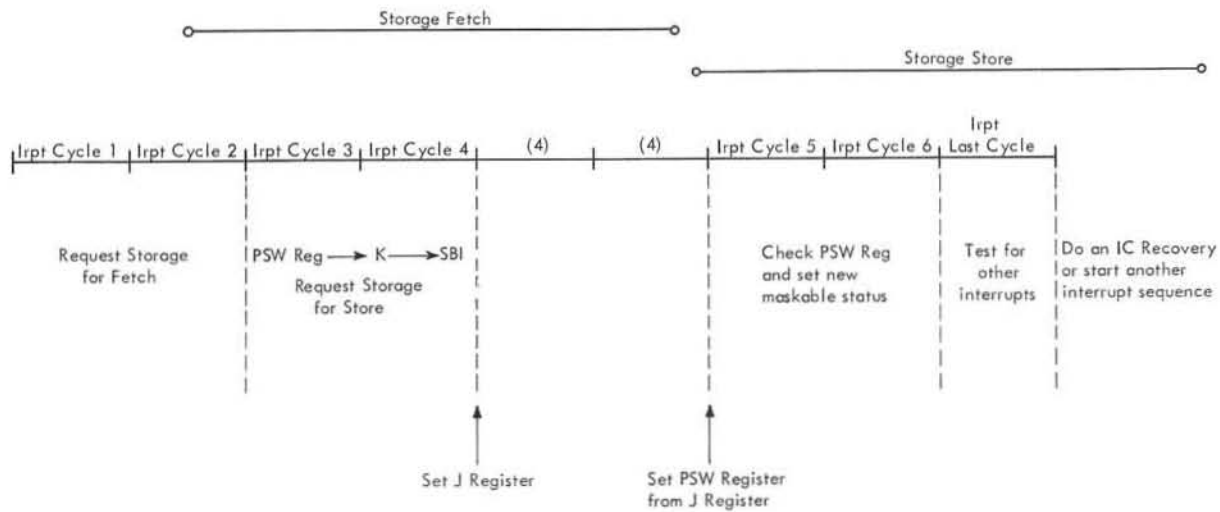 Storage Fetch
Storage Store
Irpt Cycle 1
Irpt Cycle 2
Irpt Cycle 3
Irpt Cycle 4
(4)
(4)
Irpt Cycle 5
Irpt Cycle 6
Irpt
Last Cycle
Request Storage
for Fetch
PSW Reg K SBI
Request Storage
for Store
Check PSW Reg
and set new
maskable status
Test for
other
interrupts
Do an IC Recovery
or start another
interrupt sequence
Set J Register
Set PSW Register
from J Register